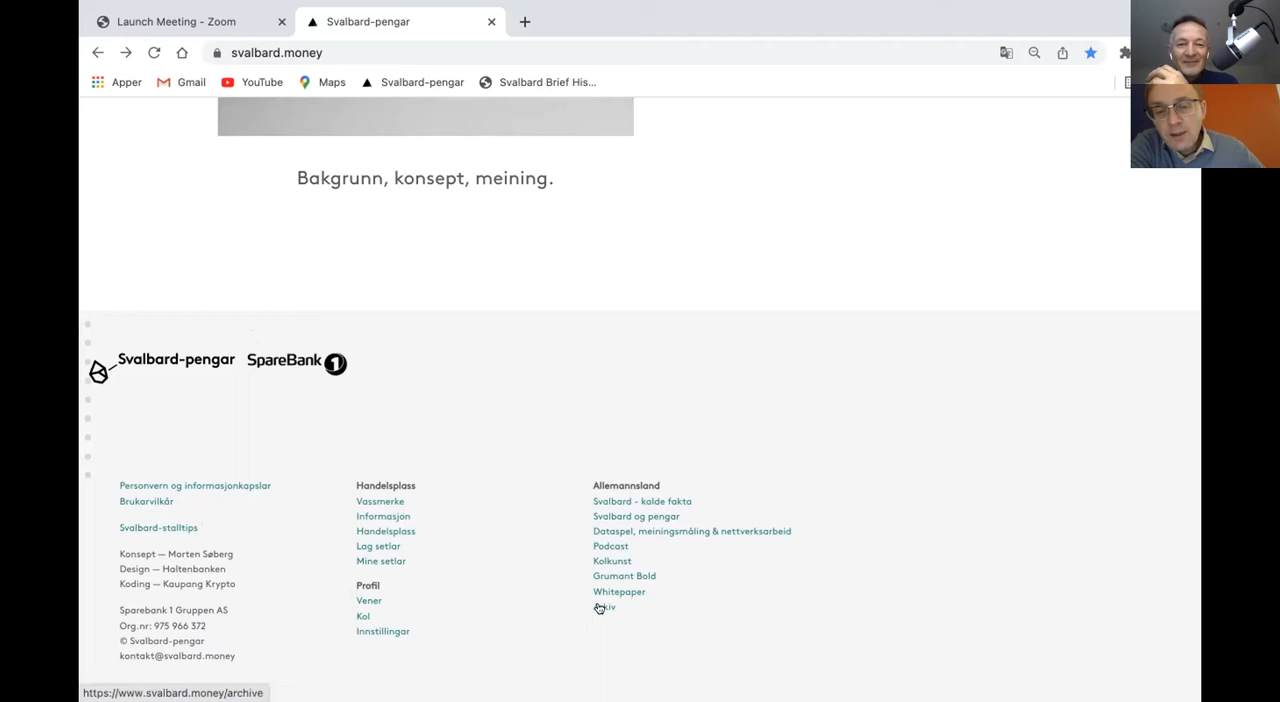 Launch Meeting - Zoom
Svalbard-pengar
svalbard.money
Apper
Gmail
YouTube
Maps
Svalbard-pengar
Svalbard Brief His...
Bakgrunn, konsept, meining.
Svalbard-pengar
SpareBank 1
Personvern og informasjonkapslar
Brukarvilkår
Svalbard-stalltips
Konsept — Morten Søberg
Design — Haltenbanken
Koding — Kaupang Krypto
Sparebank 1 Gruppen AS
Org.nr: 975 966 372
© Svalbard-pengar
kontakt@svalbard.money
Handelsplass
Vassmerke
Informasjon
Handelsplass
Lag setlar
Mine setlar
Profil
Vener
Kol
Innstillingar
Allemannsland
Svalbard - kalde fakta
Svalbard og pengar
Dataspel, meiningsmåling & nettverksarbeid
Podcast
Kolkunst
Grumant Bold
Whitepaper
https://www.svalbard.money/archive